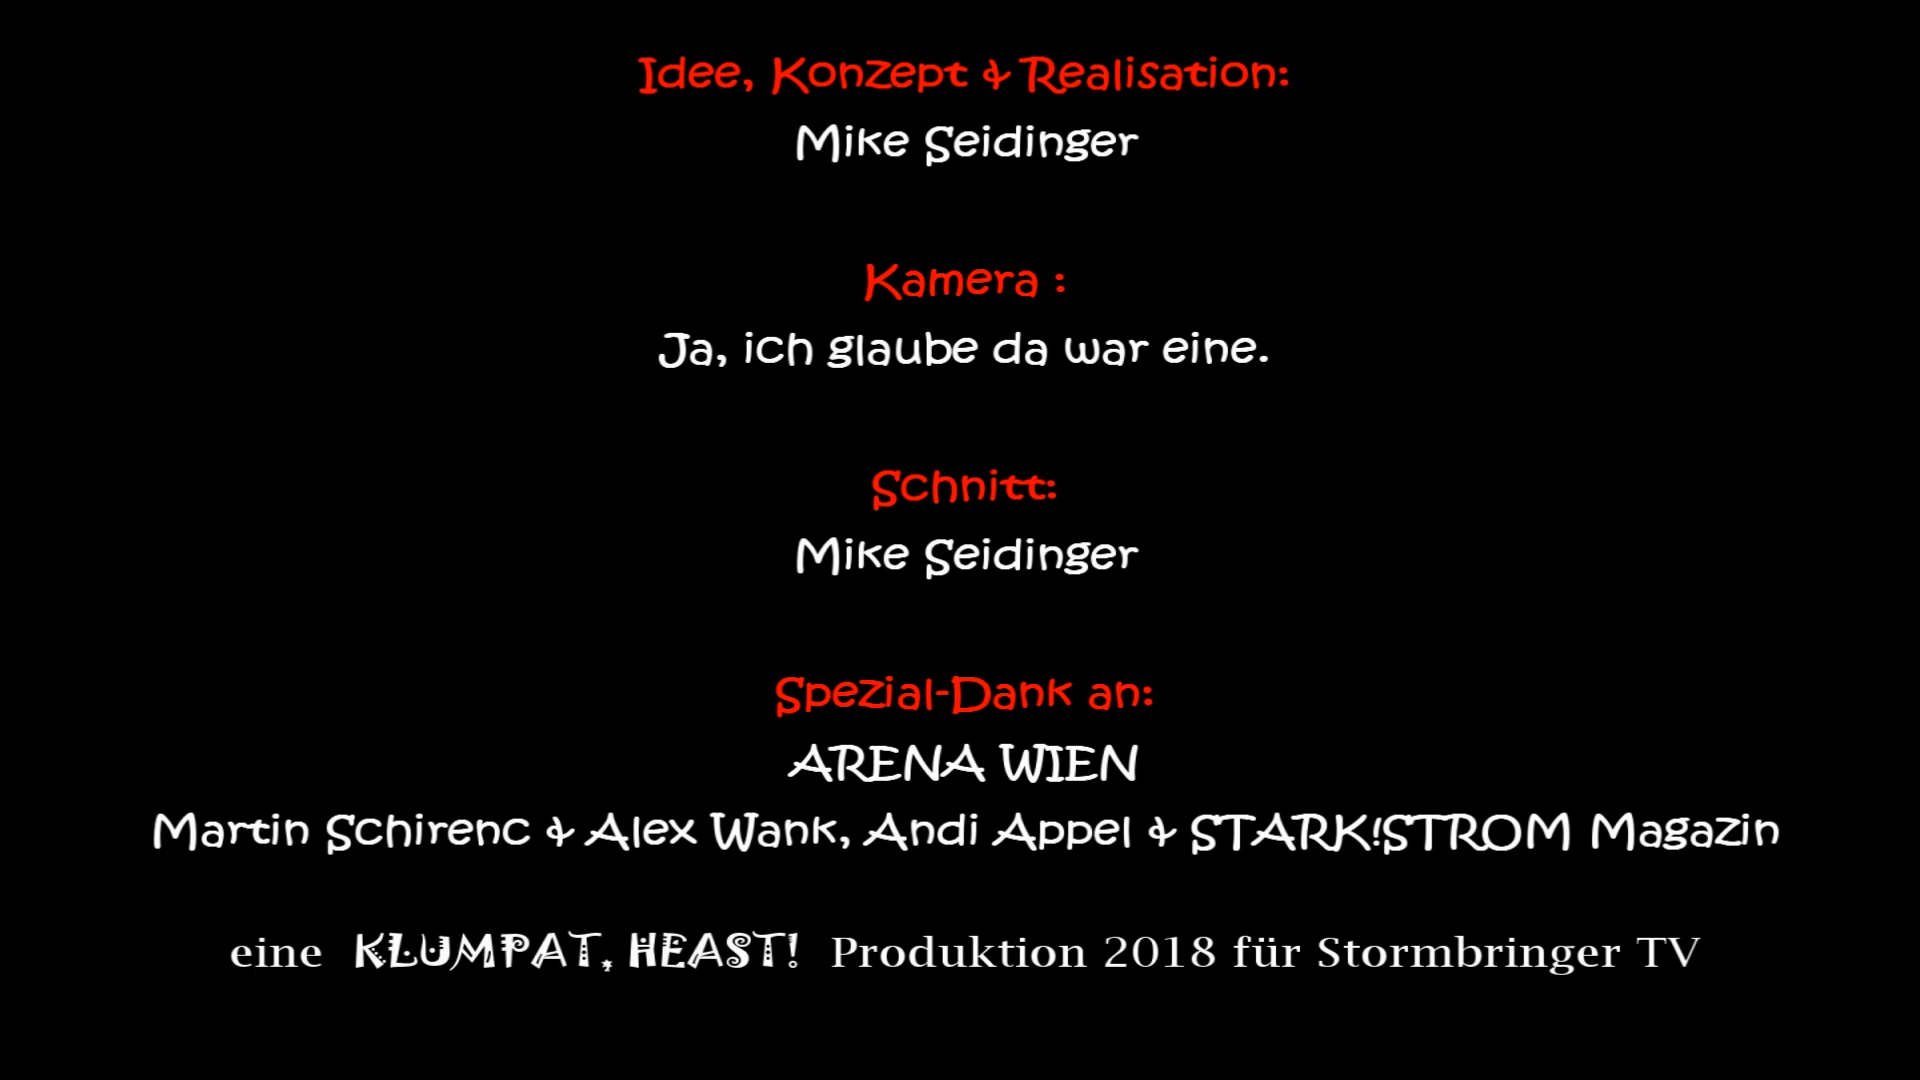 Idee, Konzept & Realisation:
Mike Seidinger
Kamera :
Ja, ich glaube da war eine.
Schnitt:
Mike Seidinger
Spezial-Dank an:
ARENA WIEN
Martin Schirenc & Alex Wank, Andi Appel & STARK!STROM Magazin
eine KLUMPAT, HEAST! Produktion 2018 für Stormbringer TV